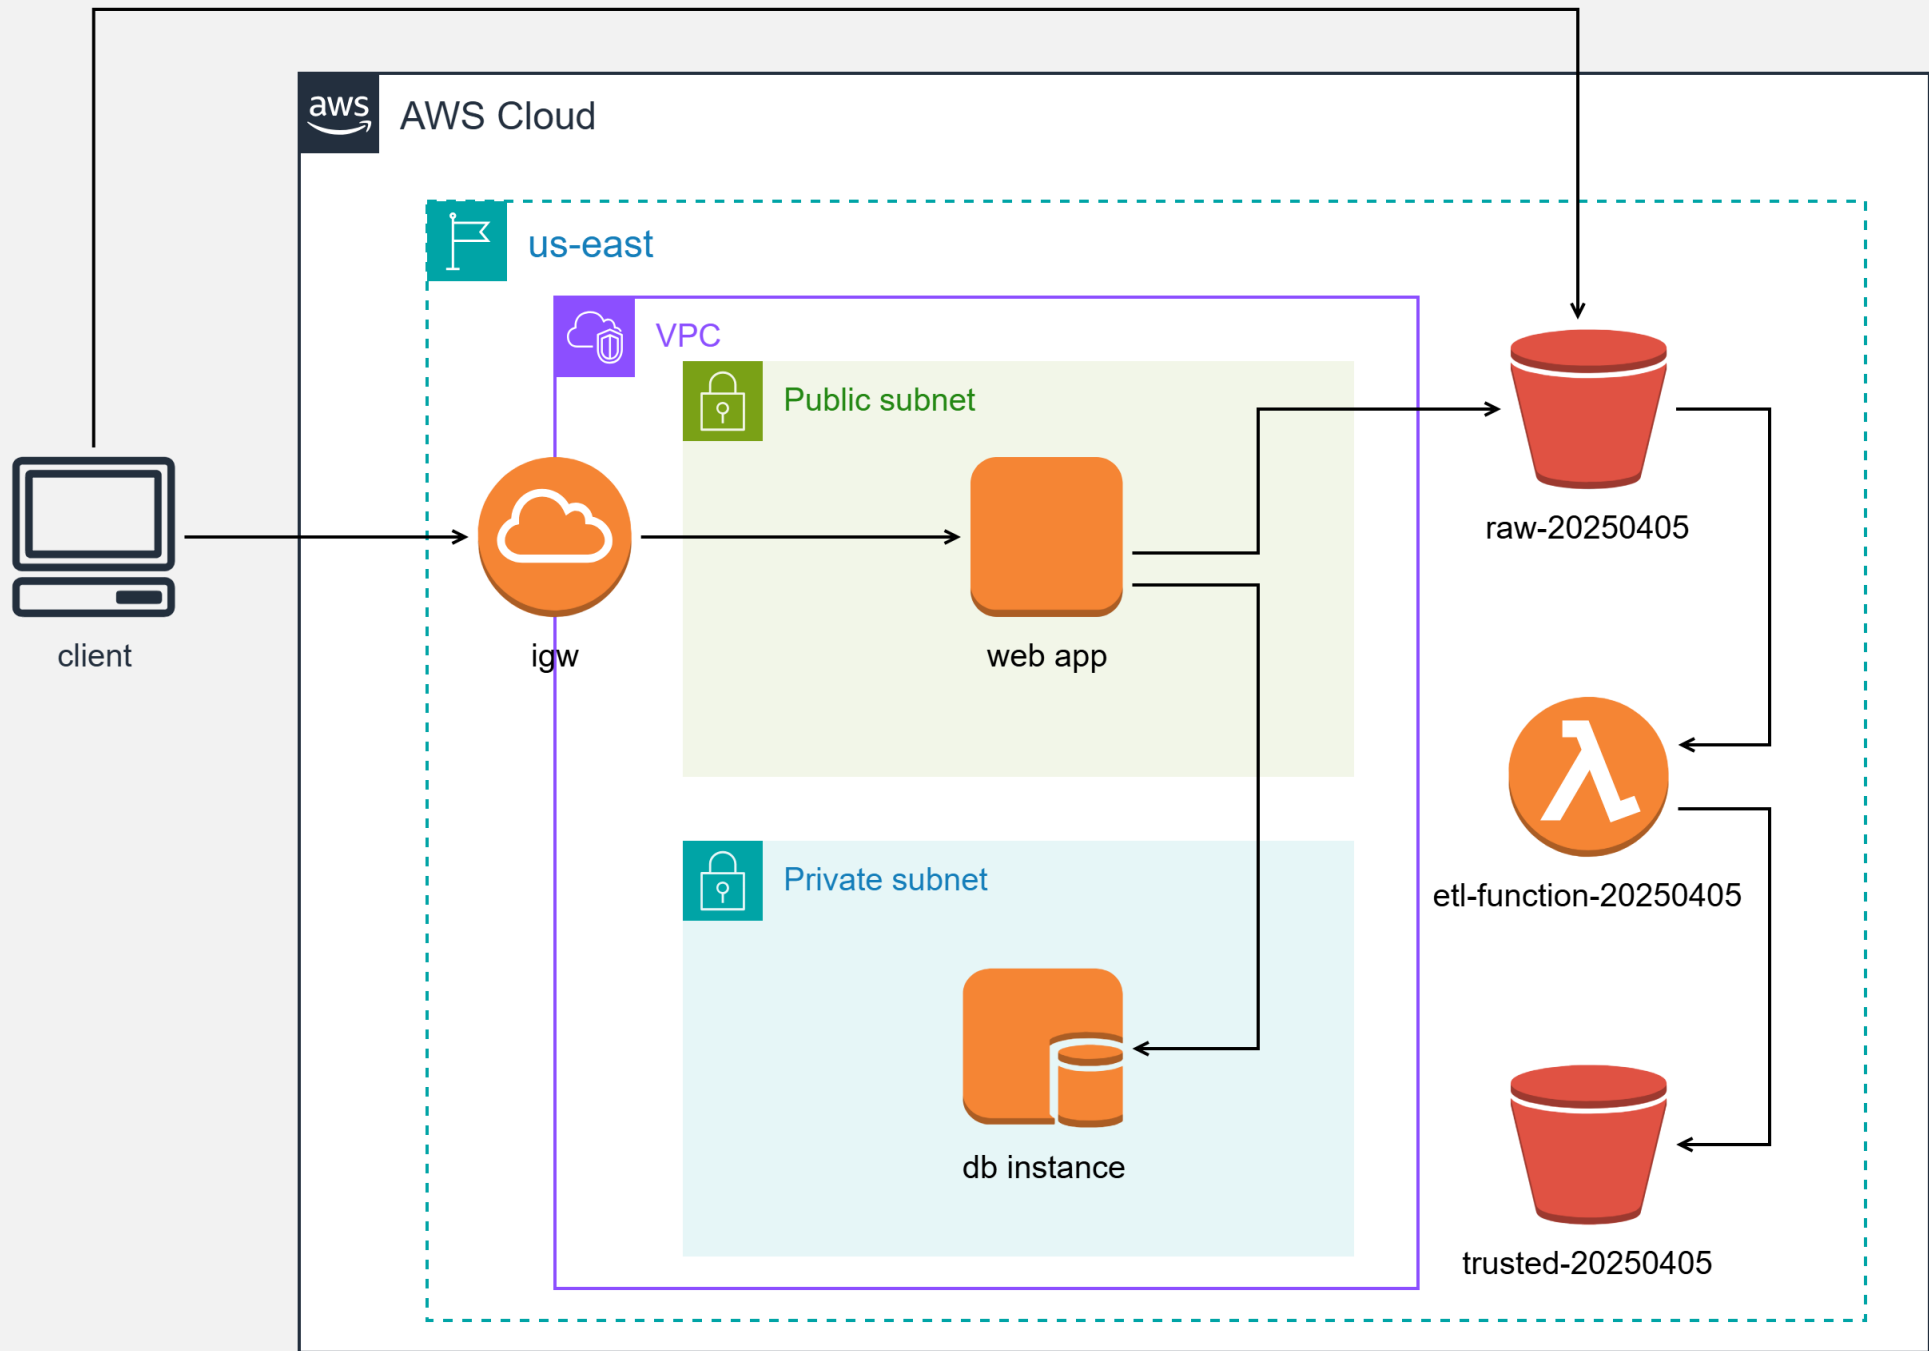 aws
AWS Cloud
us-east
VPC
Public subnet
client
igw
web app
raw-20250405
Private subnet
etl-function-20250405
db instance
trusted-20250405